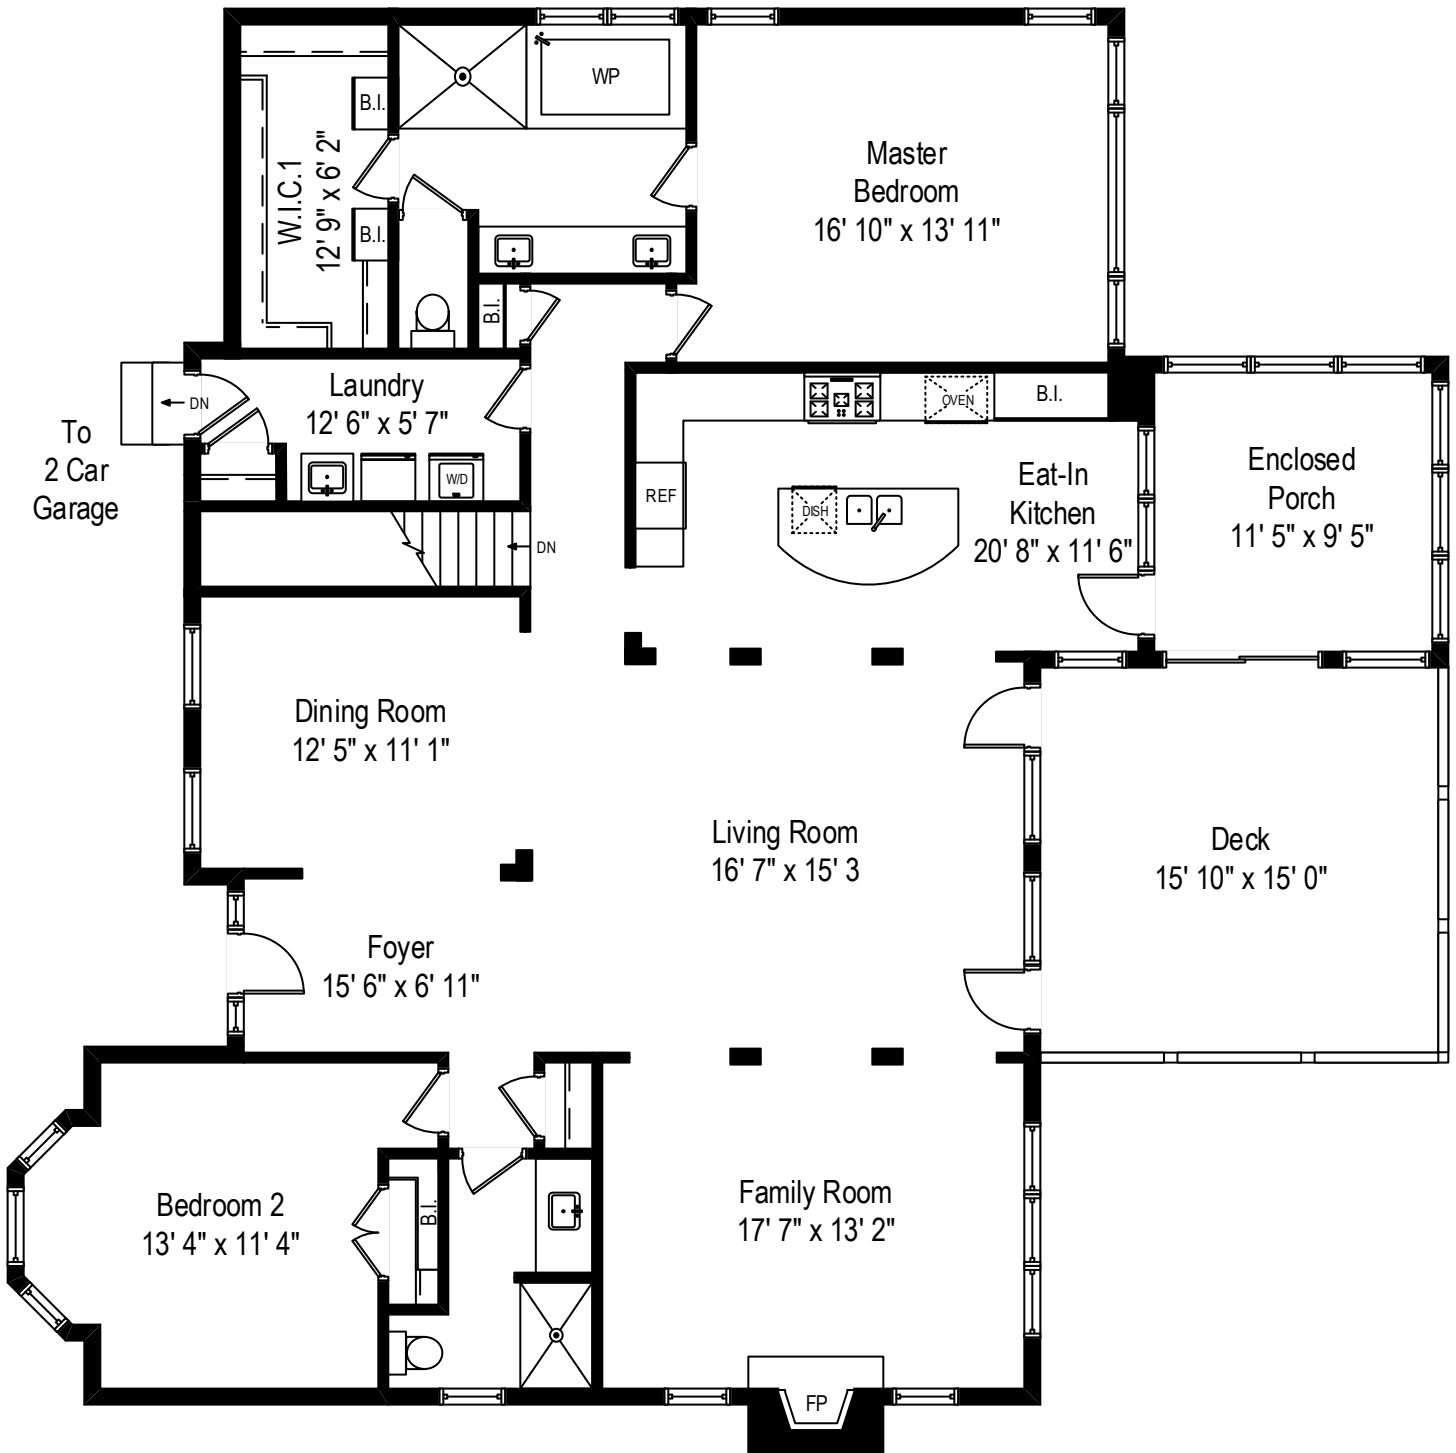 WP
B.I.
W.I.C.1
12' 9" x 6' 2"
B.I.
Master
Bedroom
16' 10" x 13' 11"
B.I.
Laundry
12' 6" x 5' 7"
DN
To
2 Car
Garage
W/D
DN
OVEN
B.I.
REF
DISH
Eat-In
Kitchen
20' 8" x 11' 6"
Enclosed
Porch
11' 5" x 9' 5"
Dining Room
12' 5" x 11' 1"
Living Room
16' 7" x 15' 3
Deck
15' 10" x 15' 0"
Foyer
15' 6" x 6' 11"
Bedroom 2
13' 4" x 11' 4"
B.I.
Family Room
17' 7" x 13' 2"
FP